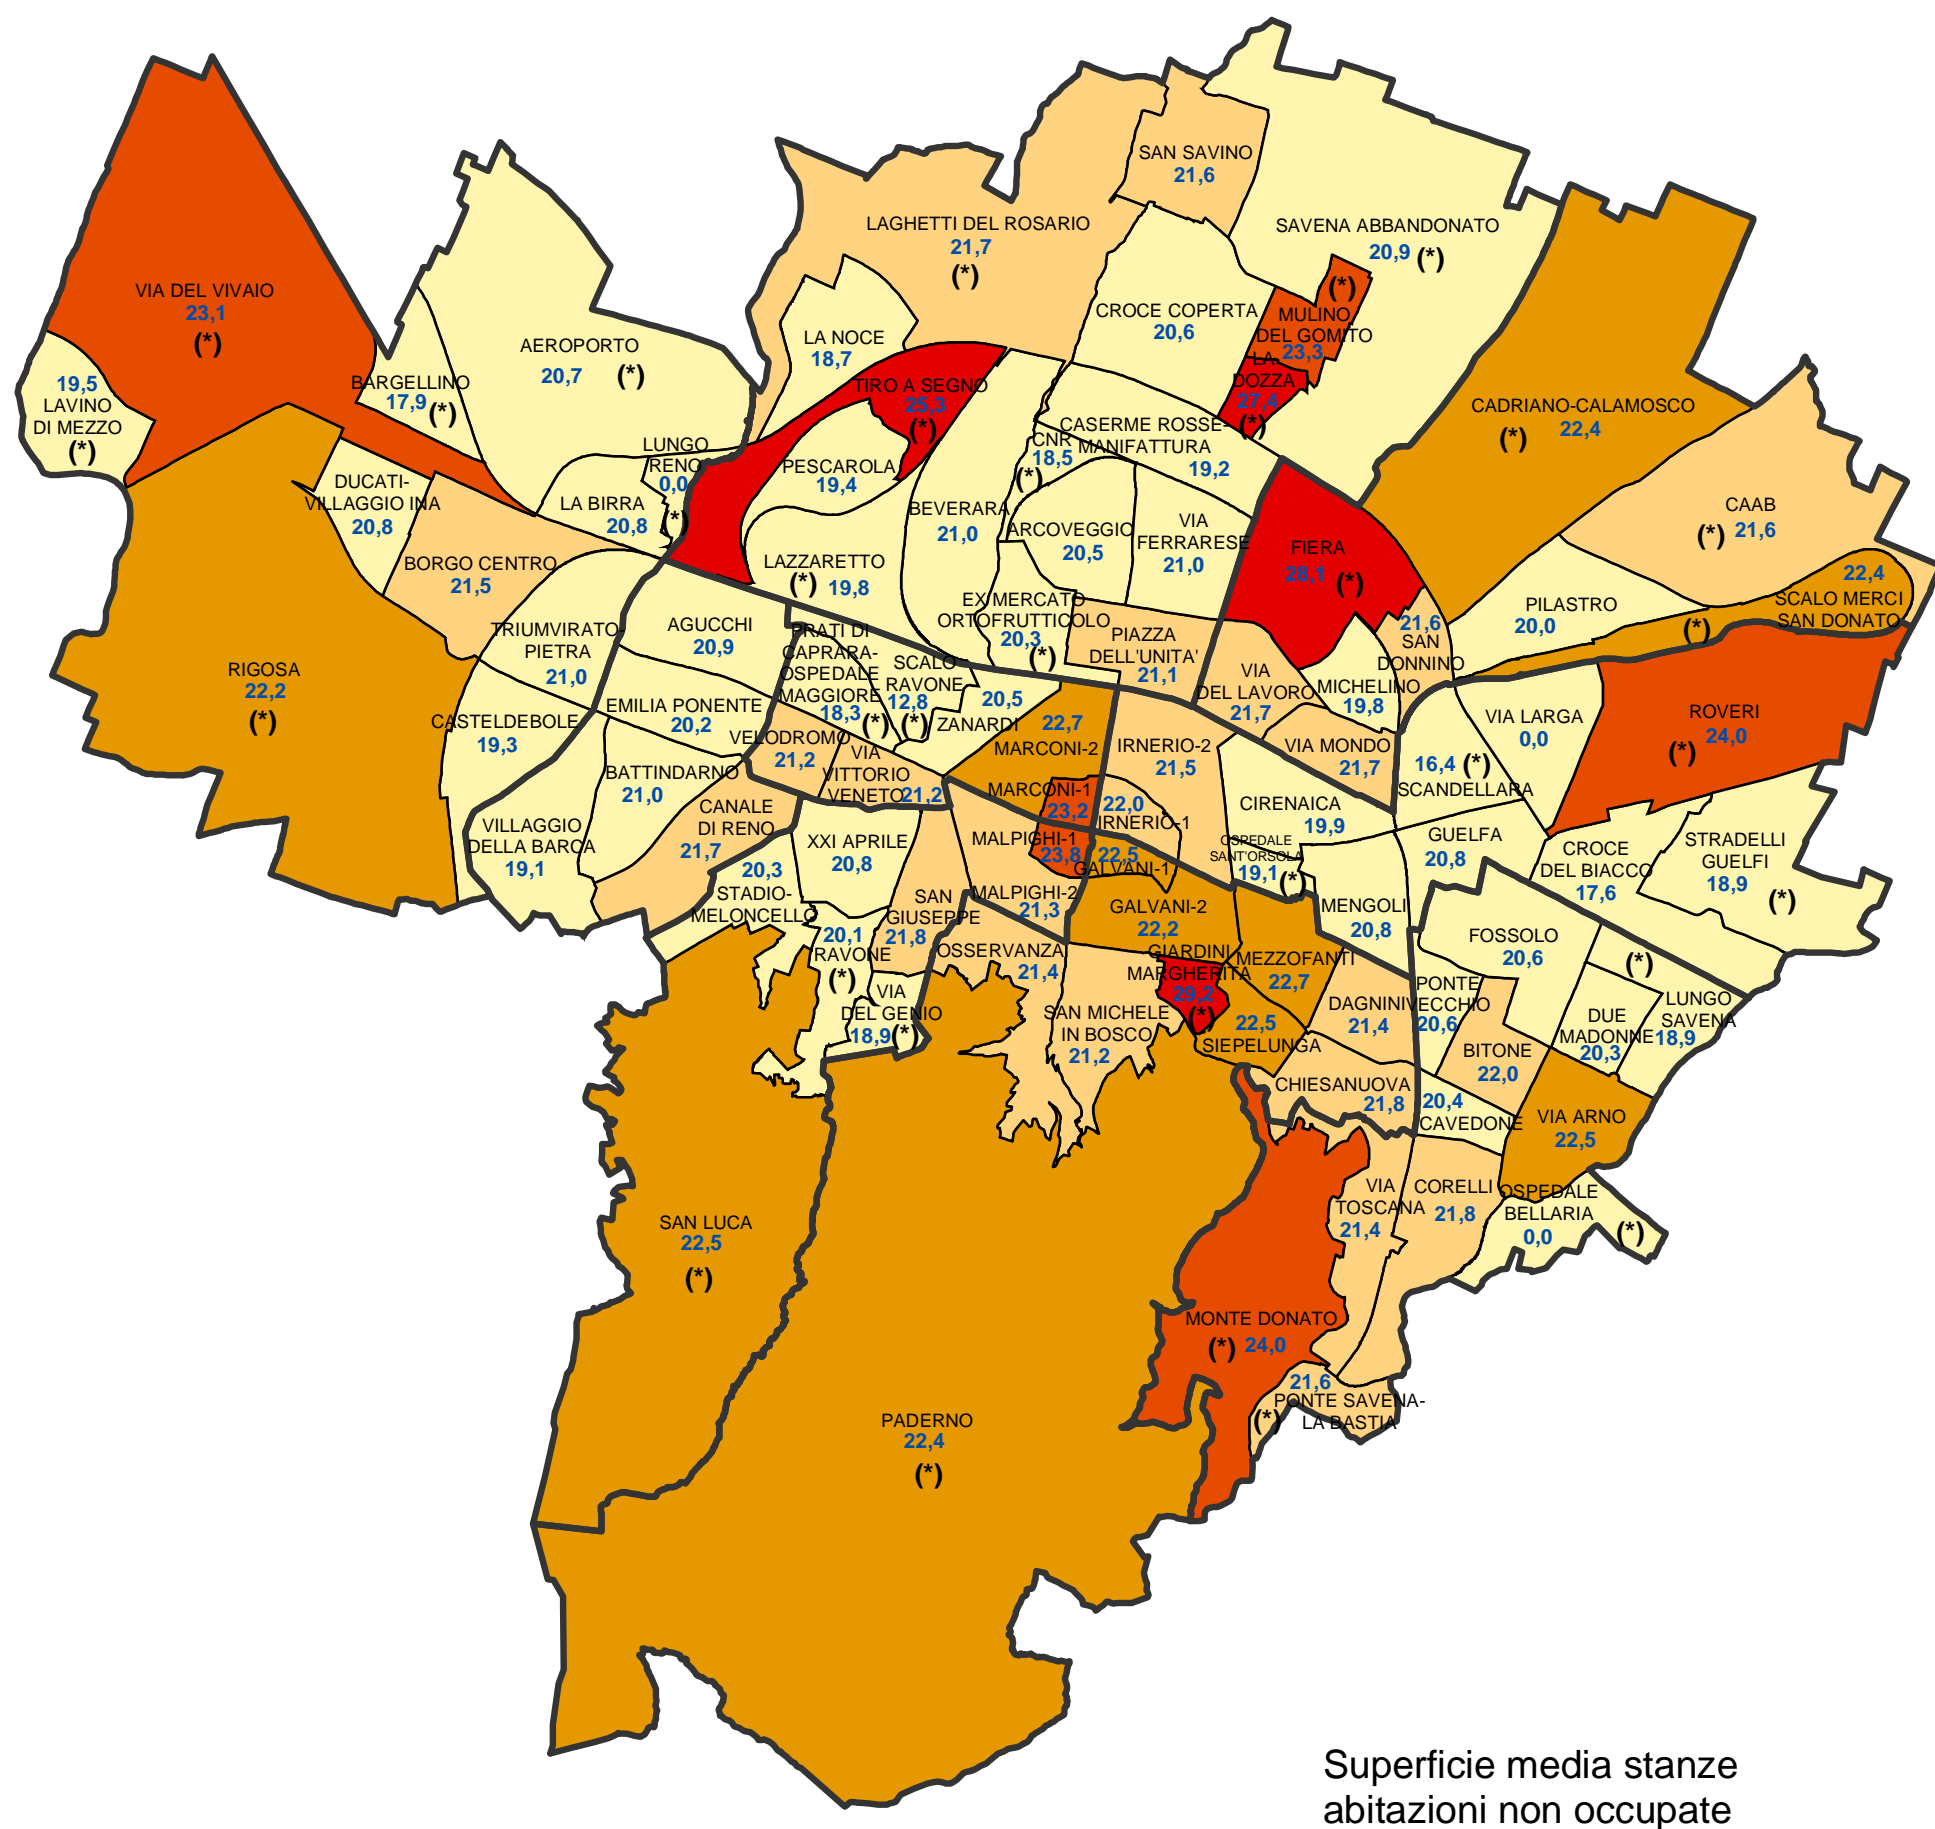 SAN SAVINO
21,6
LAGHETTI DEL ROSARIO
21,7
(*)
SAVENA ABBANDONATO
20,9 (*)
VIA DEL VIVAIO
23,1
(*)
AEROPORTO
20,7 (*)
LA NOCE
18,7
CROCE COPERTA
20,6
(*)
MULINO
DEL GOMITO
23,3
LA
DOZZA
27,4
(*)
19,5
LAVINO
DI MEZZO
(*)
BARGELLINO
17,9 (*)
TIRO A SEGNO
25,3
(*)
CADRIANO-CALAMOSCO
(*) 22,4
LUNGO
RENO
0,0
(*)
PESCAROLA
19,4
CNR
18,5
(*)
CASERME ROSSE-
MANIFATTURA
19,2
DUCATI-
VILLAGGIO INA
20,8
LA BIRRA
20,8
BEVERARA
21,0
ARCOVEGGIO
20,5
VIA
FERRARESE
21,0
FIERA
28,1 (*)
CAAB
(*) 21,6
BORGO CENTRO
21,5
LAZZARETTO
(*) 19,8
22,4
SCALO MERCI
SAN DONATO
(*)
PILASTRO
20,0
EX MERCATO
ORTOFRUTTICOLO
20,3
(*)
PIAZZA
DELL'UNITA'
21,1
21,6
SAN
DONNINO
TRIUMVIRATO-
PIETRA
21,0
AGUCCHI
20,9
PRATI DI
CAPRARA-
OSPEDALE
MAGGIORE
18,3 (*)
SCALO
RAVONE
12,8
(*)
20,5
ZANARDI
VIA
DEL LAVORO
21,7
MICHELINO
19,8
RIGOSA
22,2
(*)
CASTELDEBOLE
19,3
EMILIA PONENTE
20,2
22,7
MARCONI-2
IRNERIO-2
21,5
VIA MONDO
21,7
VIA LARGA
0,0
ROVERI
(*) 24,0
VELODROMO
21,2
VIA
VITTORIO
VENETO 21,2
BATTINDARNO
21,0
MARCONI-1
23,2
22,0
IRNERIO-1
16,4 (*)
SCANDELLARA
CIRENAICA
19,9
CANALE
DI RENO
21,7
VILLAGGIO
DELLA BARCA
19,1
XXI APRILE
20,8
MALPIGHI-1
23,8
22,5
GALVANI-1
OSPEDALE
SANT'ORSOLA
19,1 (*)
GUELFA
20,8
CROCE
DEL BIACCO
17,6
STRADELLI
GUELFI
18,9 (*)
20,3
STADIO-
MELONCELLO
SAN
GIUSEPPE
21,8
MALPIGHI-2
21,3
GALVANI-2
22,2
MENGOLI
20,8
FOSSOLO
20,6
20,1
RAVONE
(*)
OSSERVANZA
21,4
GIARDINI
MARGHERITA
29,2
(*)
MEZZOFANTI
22,7
(*)
VIA
DEL GENIO
18,9 (*)
SAN MICHELE
IN BOSCO
21,2
22,5
SIEPELUNGA
DAGNINI
21,4
PONTE
VECCHIO
20,6
DUE
MADONNE
20,3
LUNGO
SAVENA
18,9
BITONE
22,0
CHIESANUOVA
21,8
20,4
CAVEDONE
VIA ARNO
22,5
SAN LUCA
22,5
(*)
VIA
TOSCANA
21,4
CORELLI
21,8
OSPEDALE
BELLARIA
0,0 (*)
MONTE DONATO
(*) 24,0
21,6
PONTE SAVENA-
LA BASTIA
(*)
PADERNO
22,4
(*)
Superficie media stanze
abitazioni non occupate